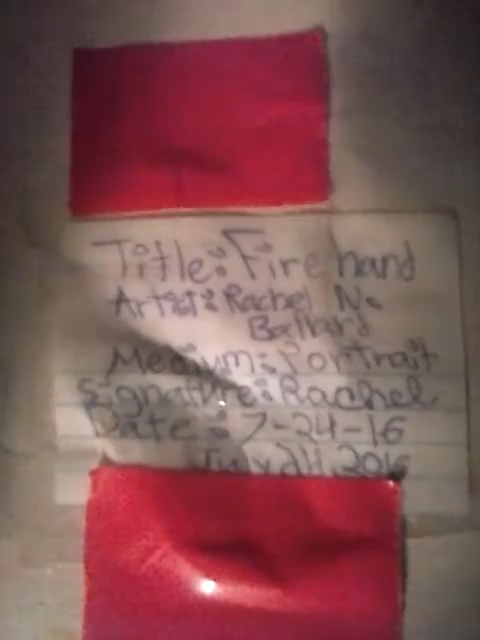 Title: Fire hand
Artist: Rachel N.
Ballard
Medium: Portrait
Signature: Rachel
Date: 7-24-16
July 24, 2016